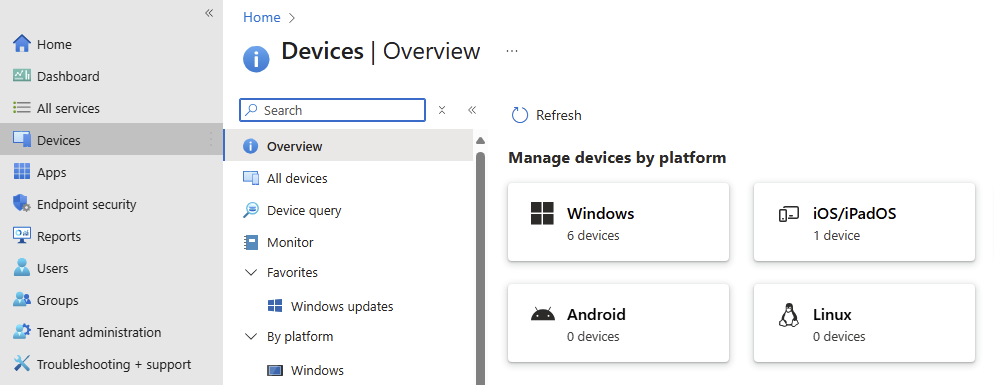 Home
Dashboard
All services
Devices
Apps
Endpoint security
Reports
Users
Groups
Tenant administration
Troubleshooting + support
Home
Devices | Overview
Search
Overview
All devices
Device query
Monitor
Favorites
Windows updates
By platform
Windows
Refresh
Manage devices by platform
Windows
6 devices
iOS/iPadOS
1 device
Android
0 devices
Linux
0 devices